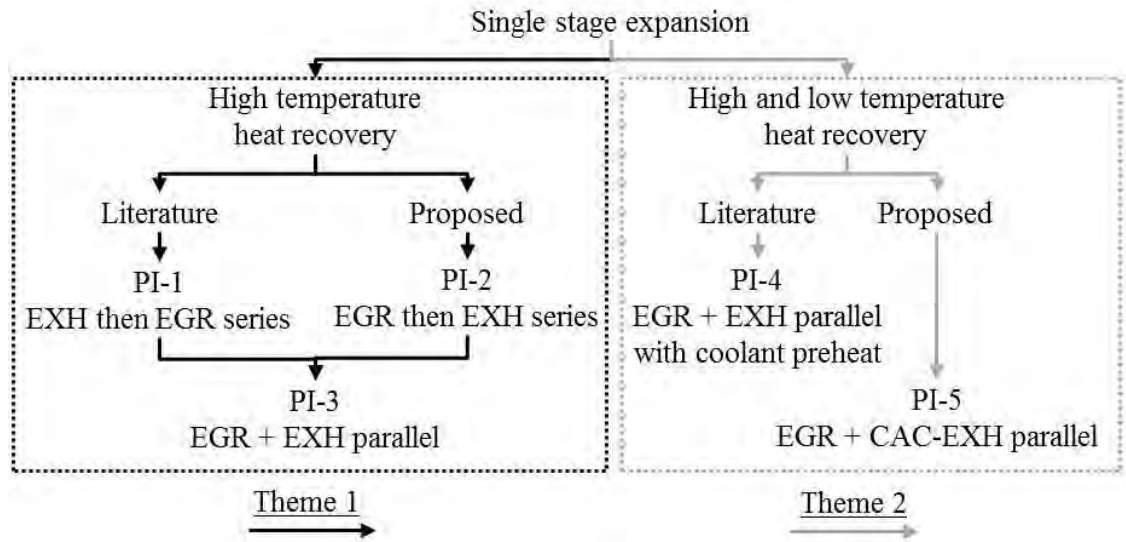 Single stage expansion
High temperature
heat recovery
Literature
Proposed
PI-1
EXH then EGR series
PI-2
EGR then EXH series
PI-3
EGR + EXH parallel
Theme 1
High and low temperature
heat recovery
Literature
Proposed
PI-4
EGR + EXH parallel
with coolant preheat
PI-5
EGR + CAC-EXH parallel
Theme 2